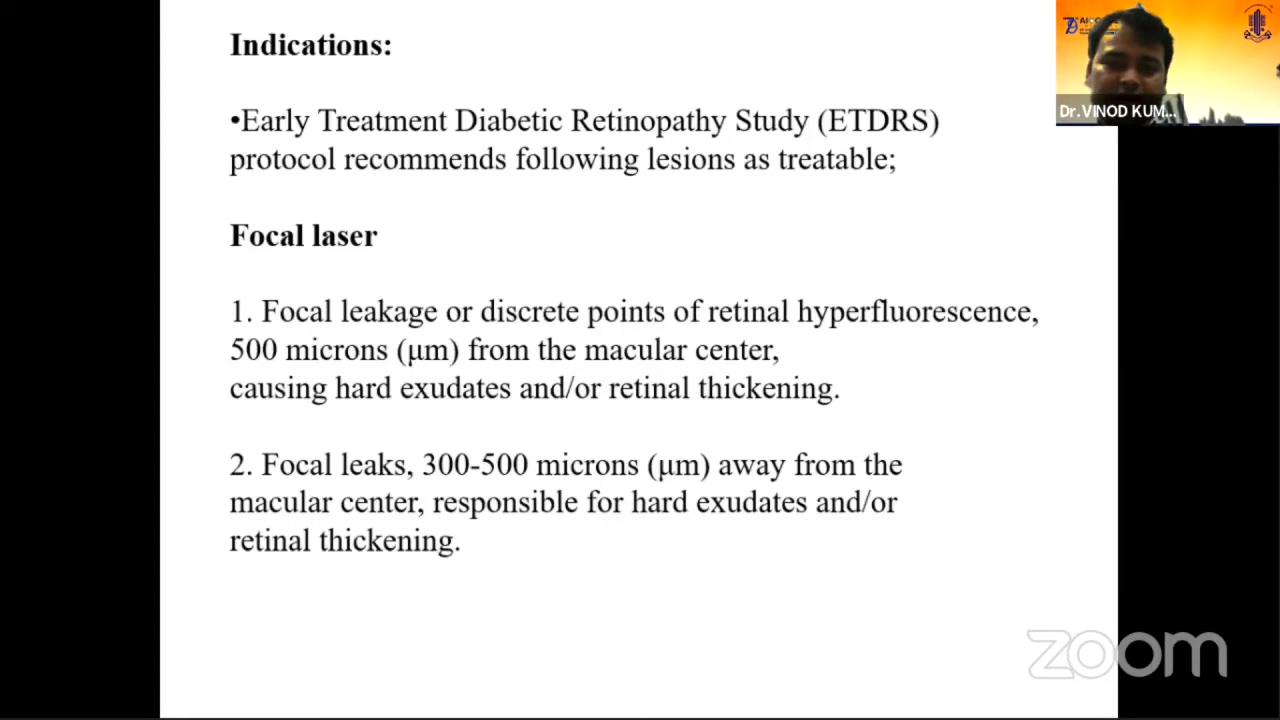 Indications:
•Early Treatment Diabetic Retinopathy Study (ETDRS)
protocol recommends following lesions as treatable;
Focal laser
1. Focal leakage or discrete points of retinal hyperfluorescence,
500 microns (μm) from the macular center,
causing hard exudates and/or retinal thickening.
2. Focal leaks, 300-500 microns (μm) away from the
macular center, responsible for hard exudates and/or
retinal thickening.
Dr.VINOD KUM...
zoom